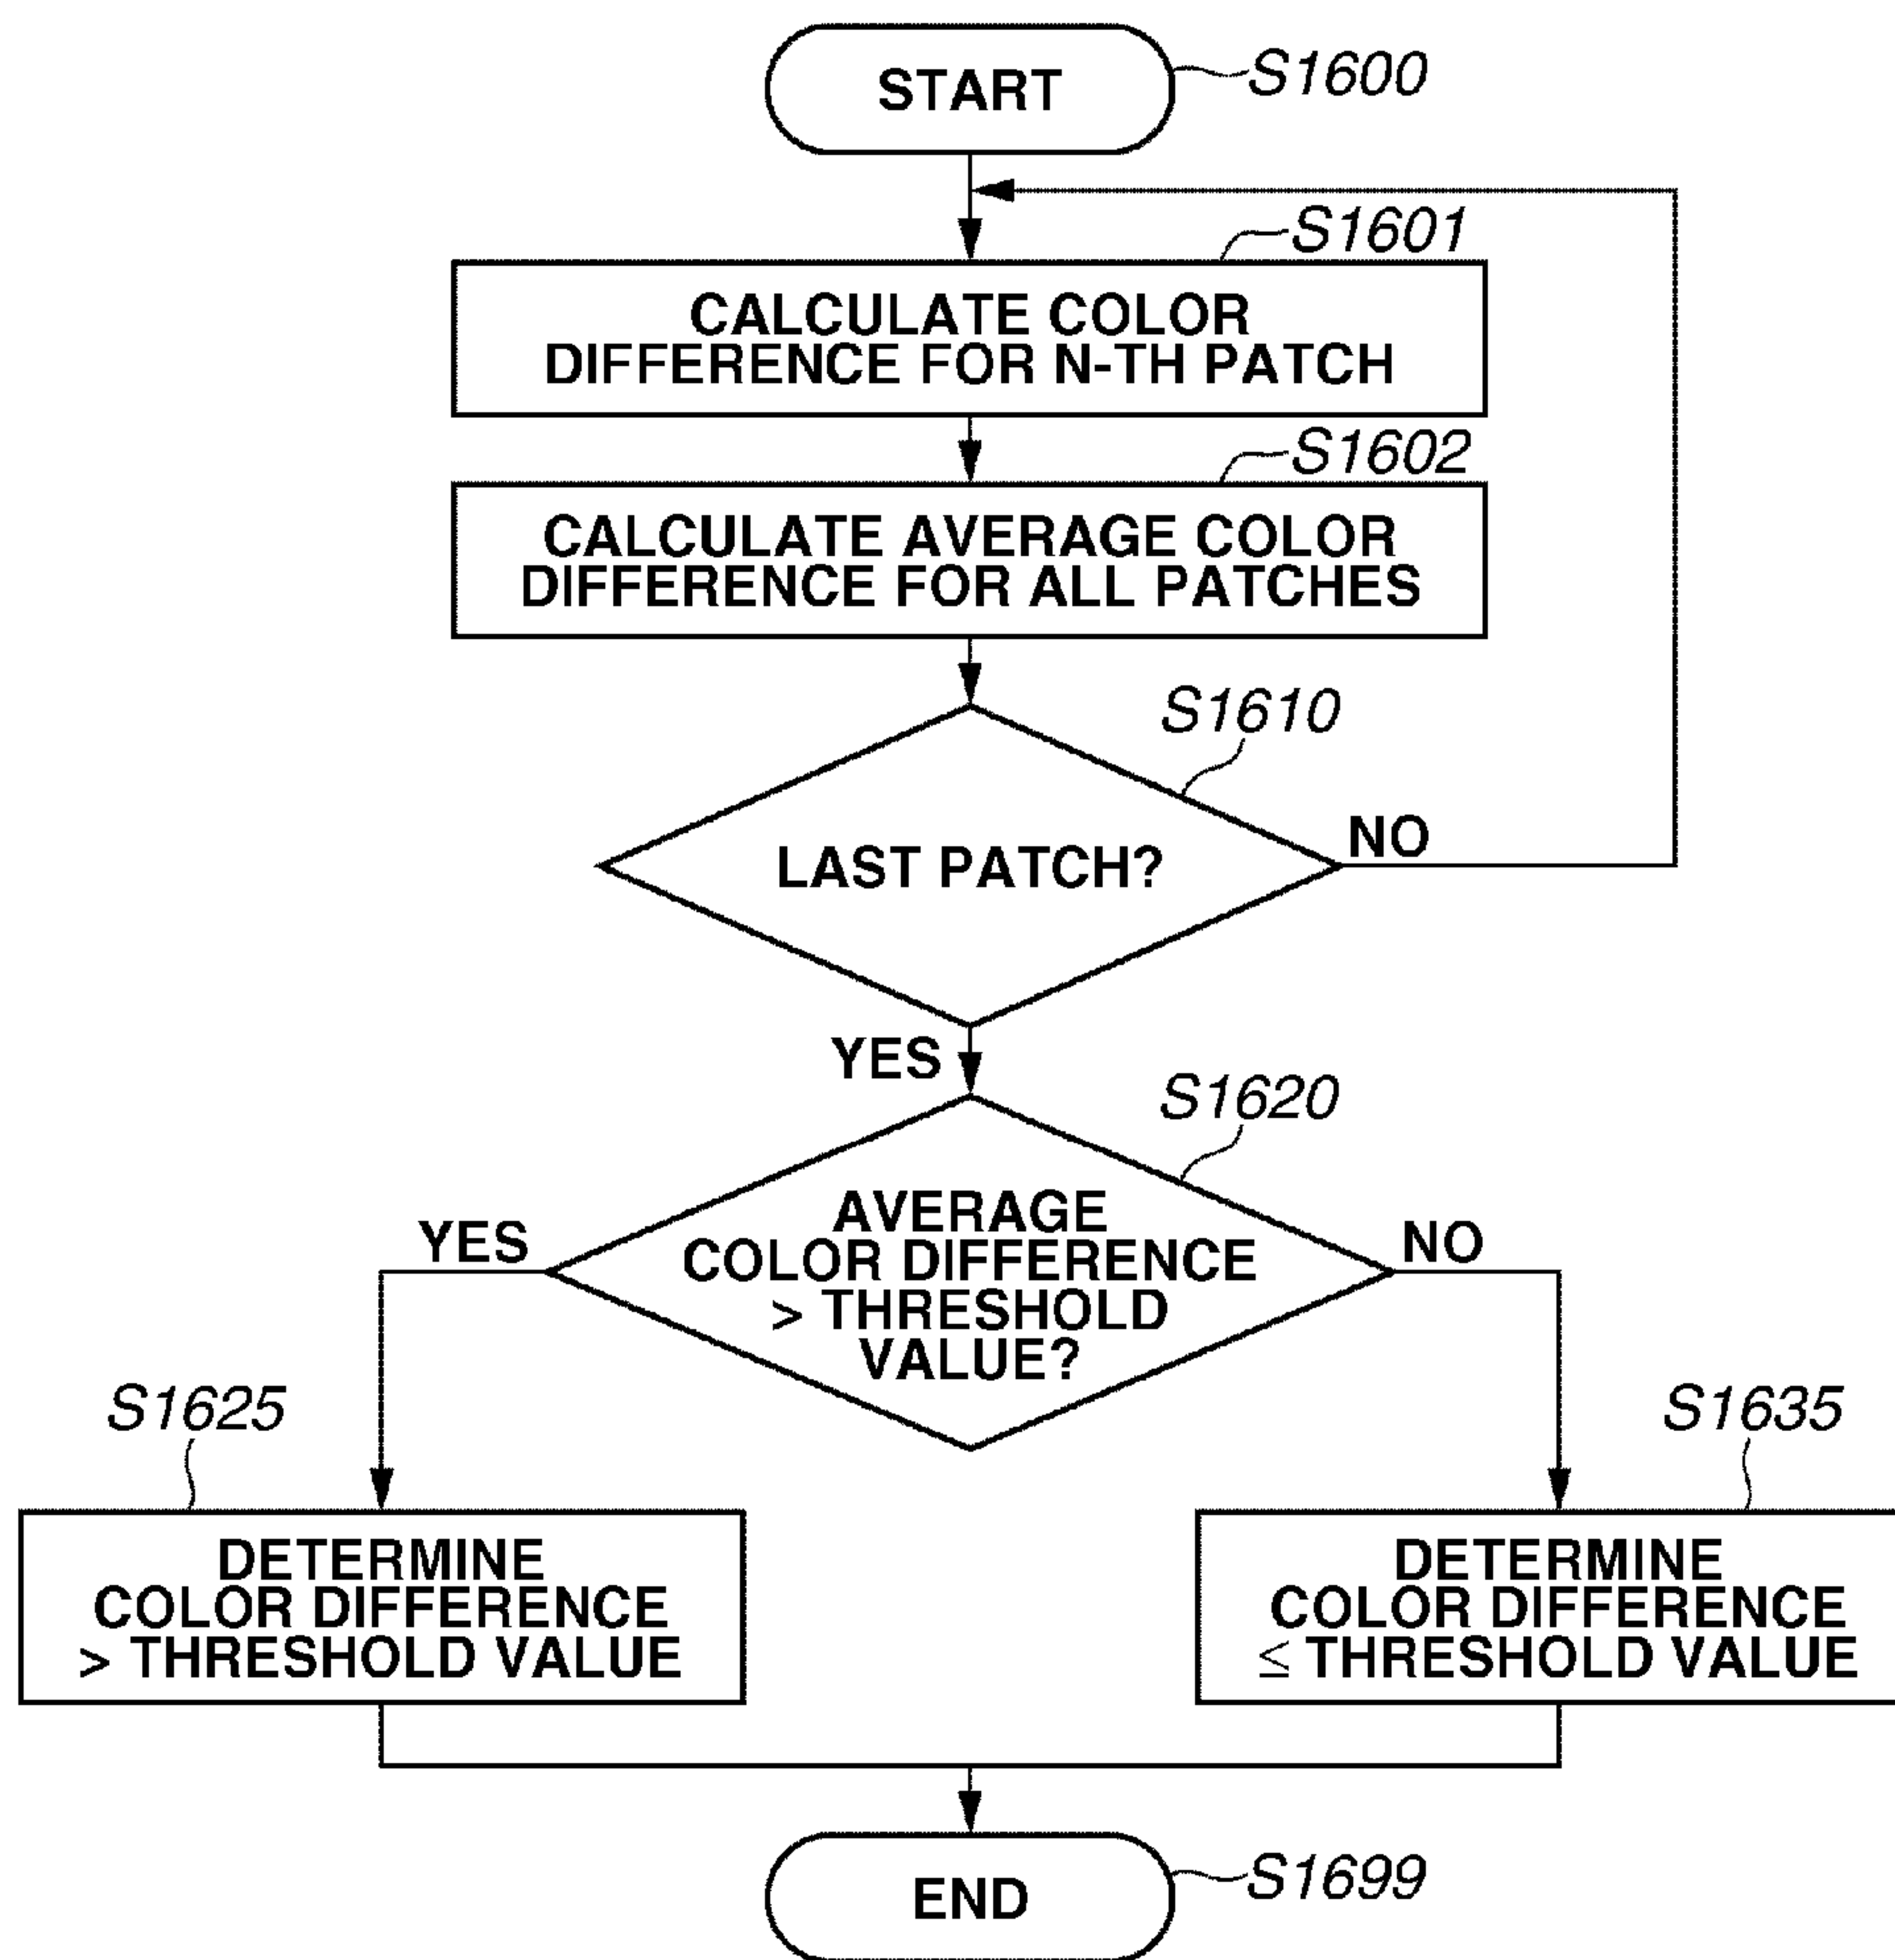 START
S1600
S1601
CALCULATE COLOR
DIFFERENCE FOR N-TH PATCH
S1602
CALCULATE AVERAGE COLOR
DIFFERENCE FOR ALL PATCHES
S1610
LAST PATCH?
NO
YES
S1620
AVERAGE
COLOR DIFFERENCE
> THRESHOLD
VALUE?
YES
NO
S1625
DETERMINE
COLOR DIFFERENCE
> THRESHOLD VALUE
S1635
DETERMINE
COLOR DIFFERENCE
≤ THRESHOLD VALUE
END
S1699